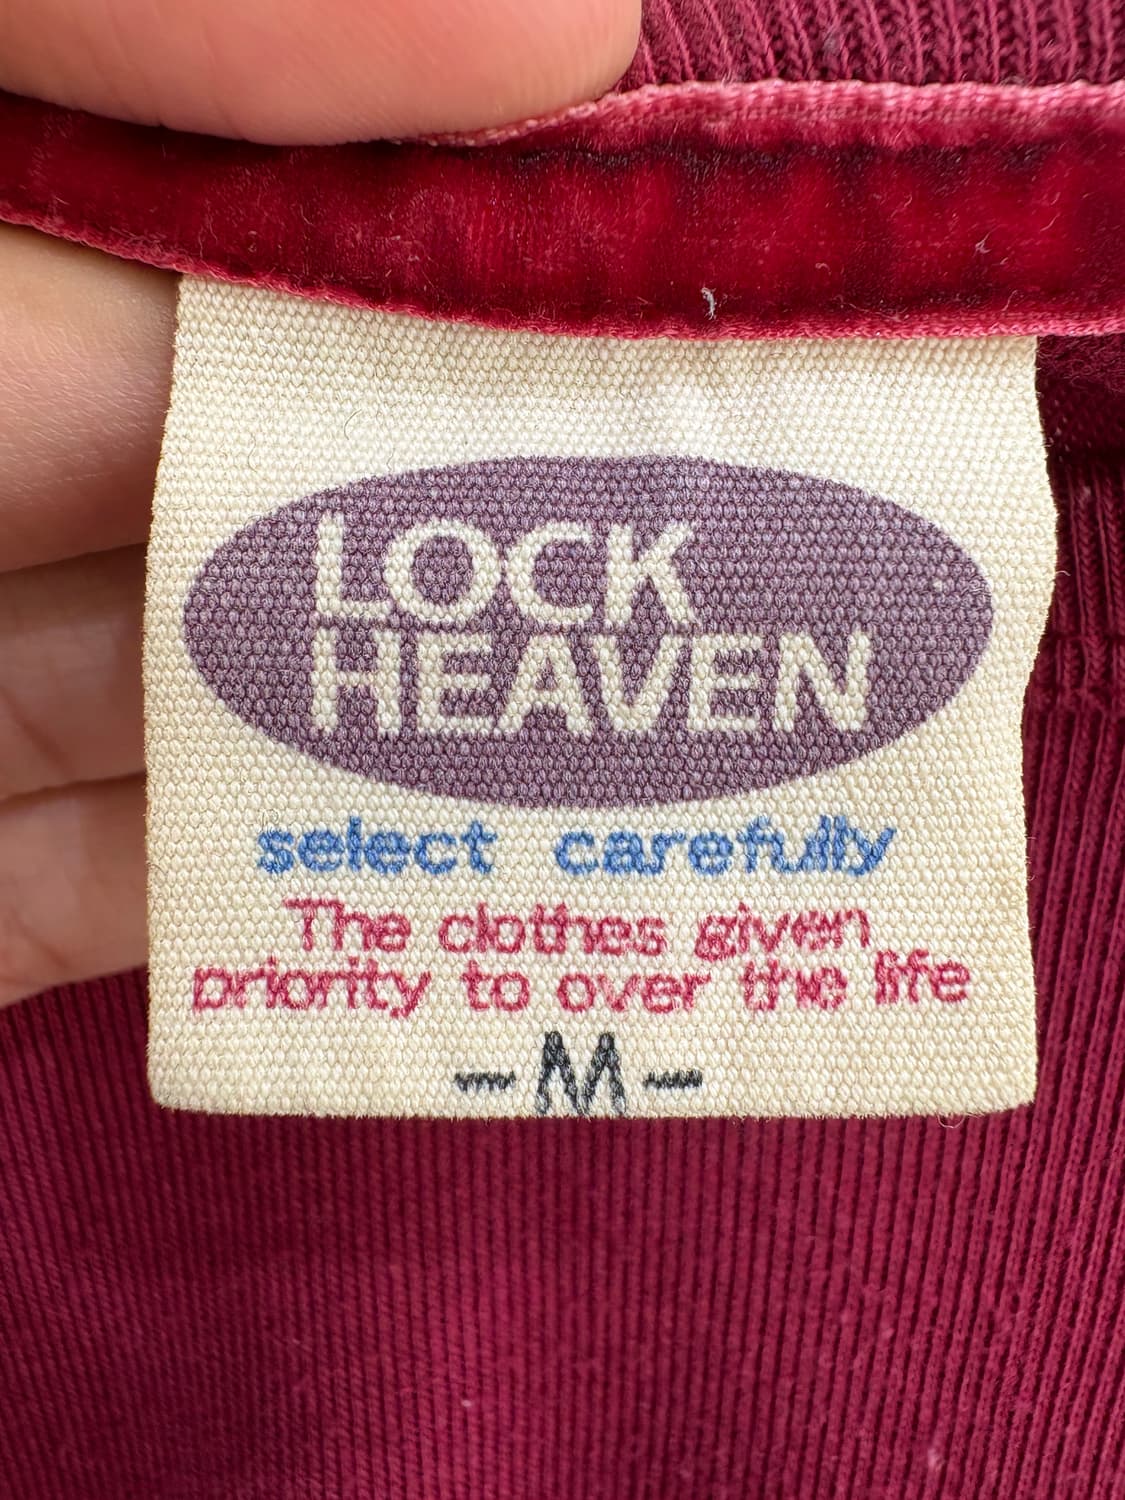 LOCK
HEAVEN
select carefully
The clothes given
priority to over the life
-M-